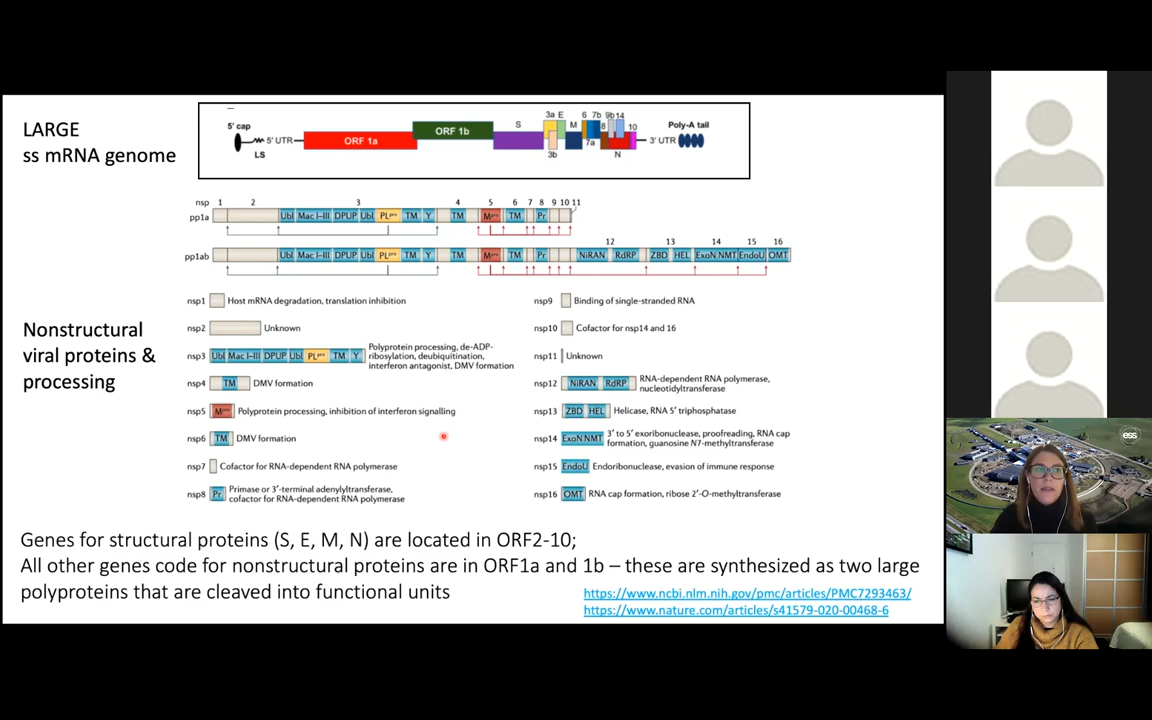 LARGE
ss mRNA genome
5' cap
LS
5' UTR
ORF 1a
ORF 1b
S
3a E
3b
M
6 7b 9b 14
7a
8
10
N
3' UTR
Poly-A tail
nsp 1 2 3 4 5 6 7 8 9 10 11
pp1a Ubl Mac I–III DPUP Ubl PLpro TM Y TM Mpro TM Pr
12 13 14 15 16
pp1ab Ubl Mac I–III DPUP Ubl PLpro TM Y TM Mpro TM Pr NiRAN RdRP ZBD HEL ExoN NMT EndoU OMT
Nonstructural
viral proteins &
processing
nsp1 Host mRNA degradation, translation inhibition
nsp2 Unknown
nsp3 Ubl Mac I–III DPUP Ubl PLpro TM Y Polyprotein processing, de-ADP-
ribosylation, deubiquitination,
interferon antagonist, DMV formation
nsp4 TM DMV formation
nsp5 Mpro Polyprotein processing, inhibition of interferon signalling
nsp6 TM DMV formation
nsp7 Cofactor for RNA-dependent RNA polymerase
nsp8 Pr Primase or 3′-terminal adenylyltransferase,
cofactor for RNA-dependent RNA polymerase
nsp9 Binding of single-stranded RNA
nsp10 Cofactor for nsp14 and 16
nsp11 Unknown
nsp12 NiRAN RdRP RNA-dependent RNA polymerase,
nucleotidyltransferase
nsp13 ZBD HEL Helicase, RNA 5′ triphosphatase
nsp14 ExoN NMT 3′ to 5′ exoribonuclease, proofreading, RNA cap
formation, guanosine N7-methyltransferase
nsp15 EndoU Endoribonuclease, evasion of immune response
nsp16 OMT RNA cap formation, ribose 2′-O-methyltransferase
Genes for structural proteins (S, E, M, N) are located in ORF2-10;
All other genes code for nonstructural proteins are in ORF1a and 1b – these are synthesized as two large
polyproteins that are cleaved into functional units
https://www.ncbi.nlm.nih.gov/pmc/articles/PMC7293463/
https://www.nature.com/articles/s41579-020-00468-6
ess